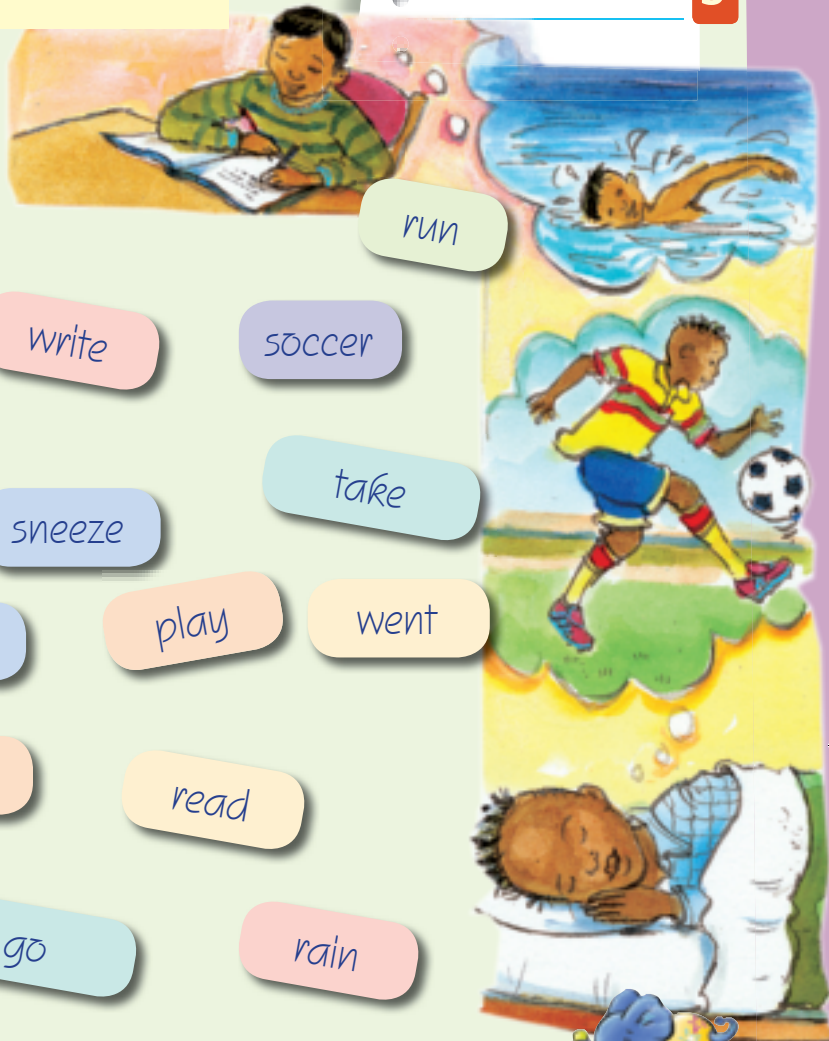 run
write
soccer
take
sneeze
play
went
read
go
rain